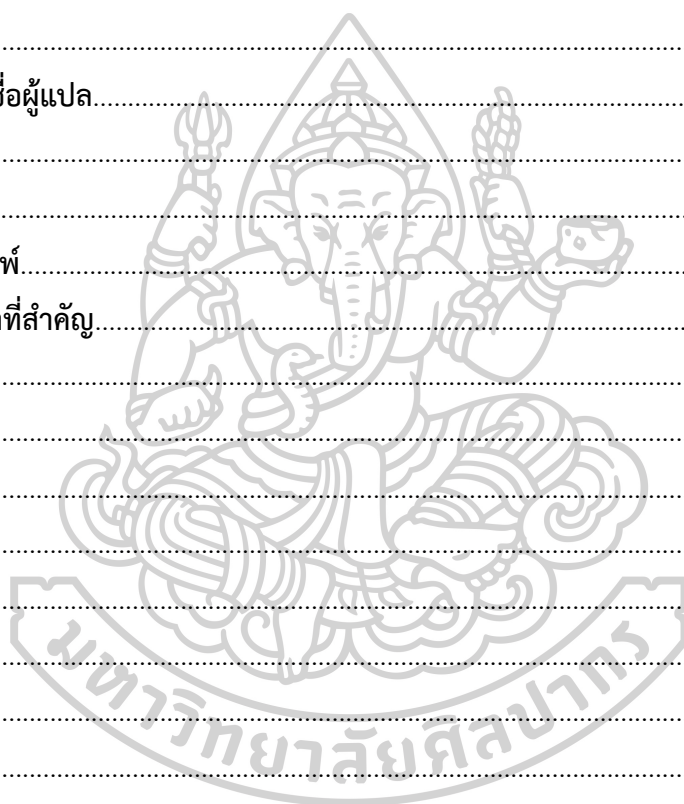 ชื่อผู้แปล........................................................................
พ์........................................................................
ที่สำคัญ........................................................................
มหาวิทยาลัยศิลปากร